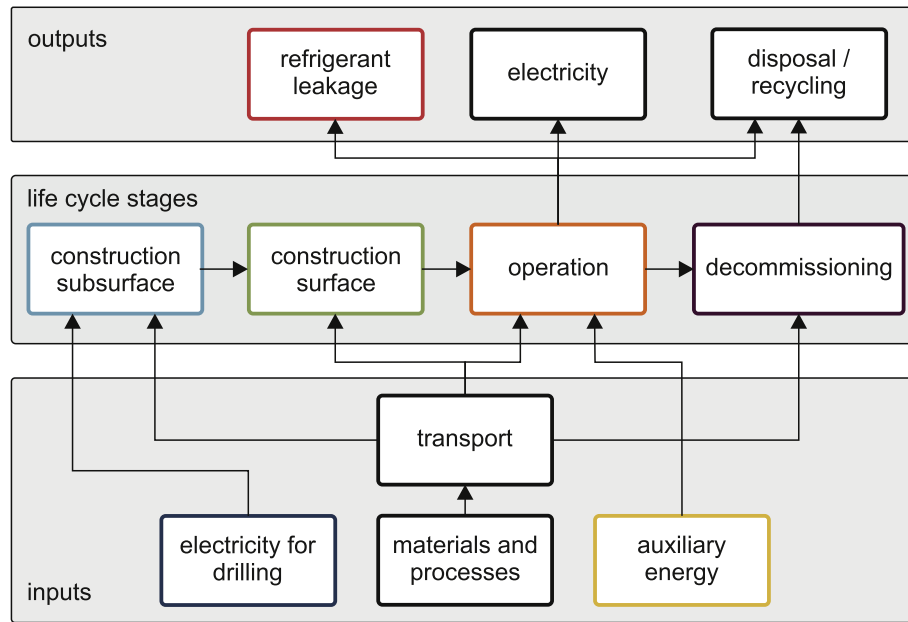 outputs
refrigerant
leakage
electricity
disposal /
recycling
life cycle stages
construction
subsurface
construction
surface
operation
decommissioning
transport
electricity for
drilling
materials and
processes
auxiliary
energy
inputs